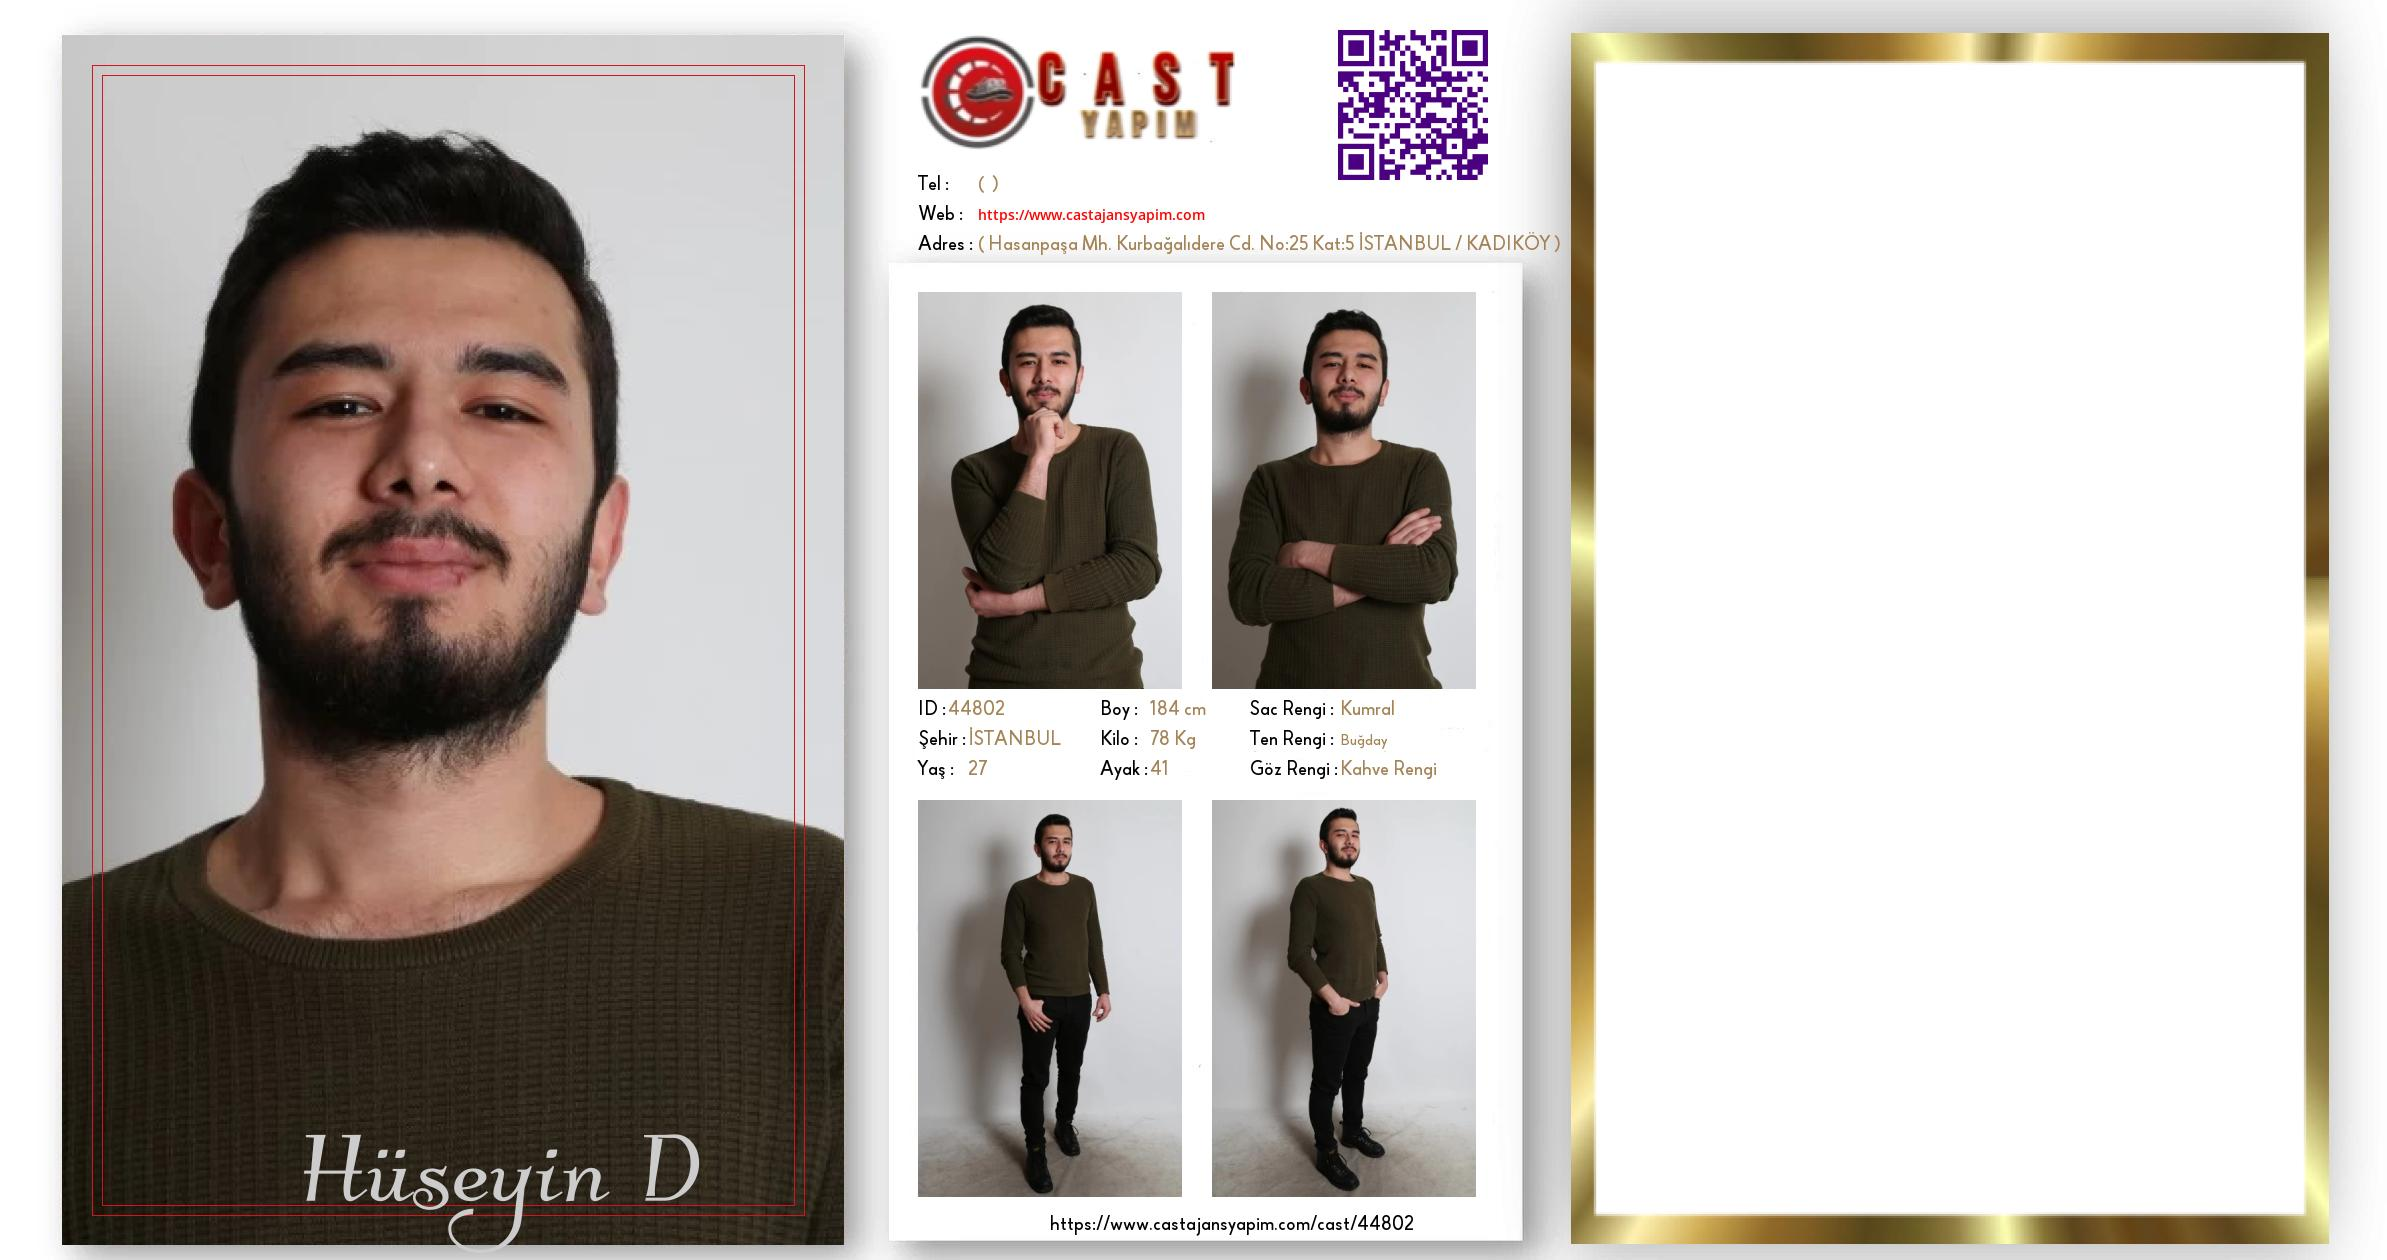 Hüseyin D
CAST
YAPIM
Tel : ( )
Web : https://www.castajansyapim.com
Adres : ( Hasanpaşa Mh. Kurbağalıdere Cd. No:25 Kat:5 İSTANBUL / KADIKÖY )
ID : 44802 Boy : 184 cm Sac Rengi : Kumral
Şehir : İSTANBUL Kilo : 78 Kg Ten Rengi : Buğday
Yaş : 27 Ayak : 41 Göz Rengi : Kahve Rengi
https://www.castajansyapim.com/cast/44802